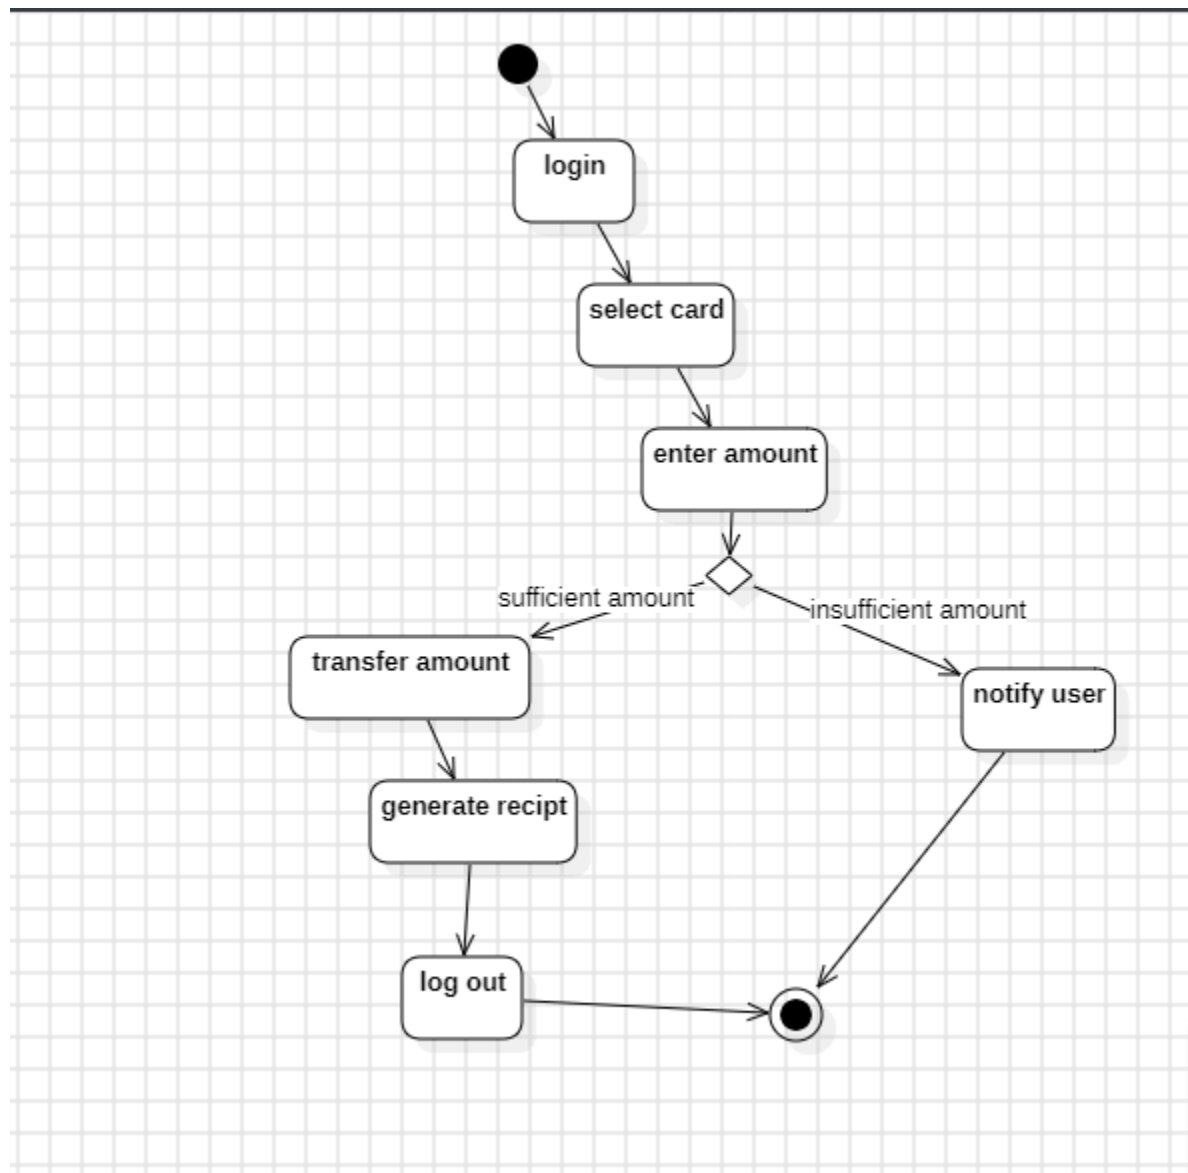 login
select card
enter amount
sufficient amount
insufficient amount
transfer amount
notify user
generate recipt
log out